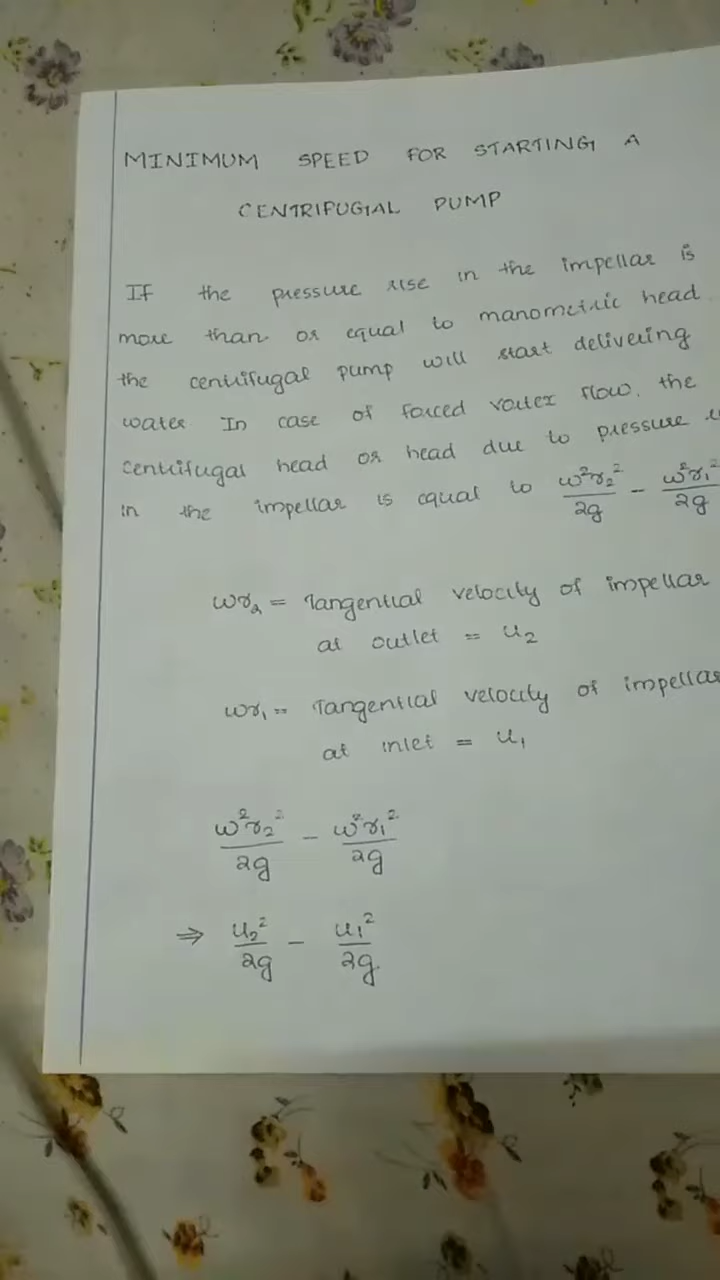 MINIMUM SPEED FOR STARTING A
CENTRIFUGAL PUMP
If the pressure rise in the impellar is
more than or equal to manometric head
the centrifugal pump will start delivering
water In case of forced vortex flow, the
centrifugal head or head due to pressure
in the impellar is equal to ω²r₂²/2g - ω²r₁²/2g
ωr₂ = Tangential velocity of impellar
at outlet = u₂
ωr₁ = Tangential velocity of impellar
at inlet = u₁
ω²r₂²/2g - ω²r₁²/2g
⇒ u₂²/2g - u₁²/2g